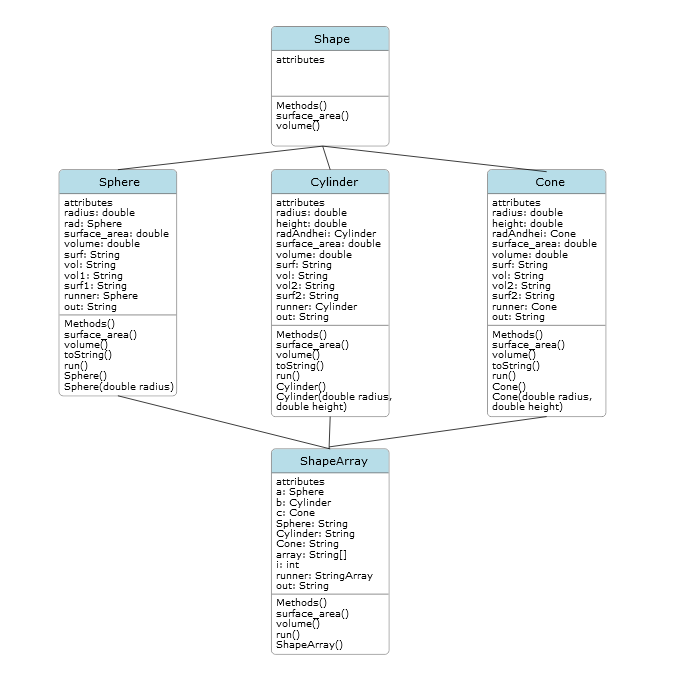 Shape
attributes
Methods()
surface_area()
volume()
Sphere
attributes
radius: double
rad: Sphere
surface_area: double
volume: double
surf: String
vol: String
vol1: String
surf1: String
runner: Sphere
out: String
Methods()
surface_area()
volume()
toString()
run()
Sphere()
Sphere(double radius)
Cylinder
attributes
radius: double
height: double
radAndhei: Cylinder
surface_area: double
volume: double
surf: String
vol: String
vol2: String
surf2: String
runner: Cylinder
out: String
Methods()
surface_area()
volume()
toString()
run()
Cylinder()
Cylinder(double radius,
double height)
Cone
attributes
radius: double
height: double
radAndhei: Cone
surface_area: double
volume: double
surf: String
vol: String
vol2: String
surf2: String
runner: Cone
out: String
Methods()
surface_area()
volume()
toString()
run()
Cone()
Cone(double radius,
double height)
ShapeArray
attributes
a: Sphere
b: Cylinder
c: Cone
Sphere: String
Cylinder: String
Cone: String
array: String[]
i: int
runner: StringArray
out: String
Methods()
surface_area()
volume()
run()
ShapeArray()